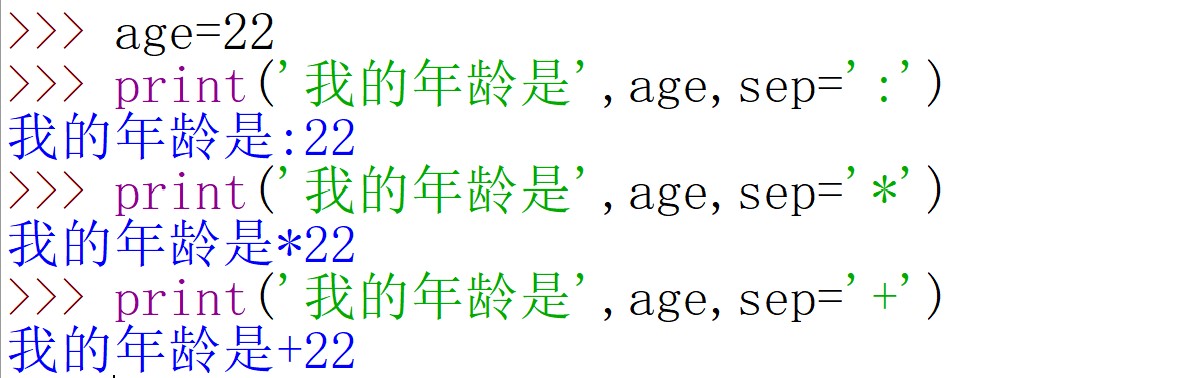 >>> age=22
>>> print('我的年龄是',age,sep=':')
我的年龄是:22
>>> print('我的年龄是',age,sep='*')
我的年龄是*22
>>> print('我的年龄是',age,sep='+')
我的年龄是+22